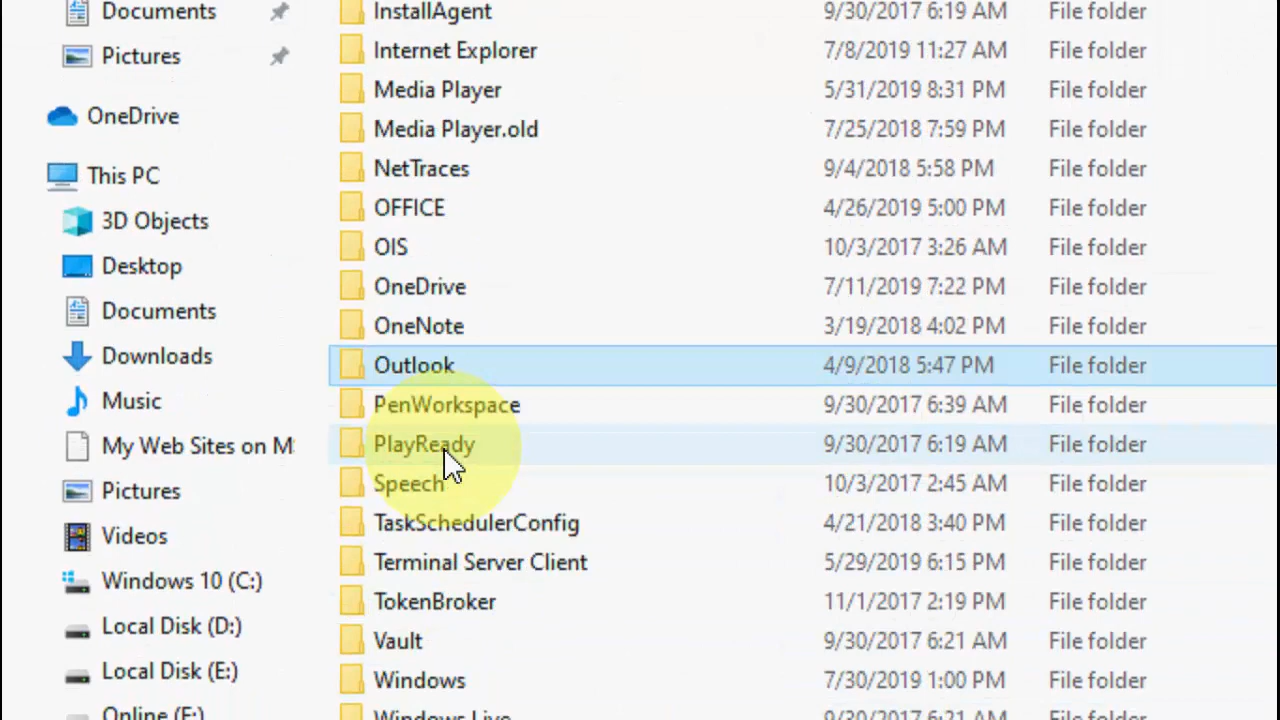 Documents
Pictures
OneDrive
This PC
3D Objects
Desktop
Documents
Downloads
Music
My Web Sites on M
Pictures
Videos
Windows 10 (C:)
Local Disk (D:)
Local Disk (E:)
Online (F:)
InstallAgent 9/30/2017 6:19 AM File folder
Internet Explorer 7/8/2019 11:27 AM File folder
Media Player 5/31/2019 8:31 PM File folder
Media Player.old 7/25/2018 7:59 PM File folder
NetTraces 9/4/2018 5:58 PM File folder
OFFICE 4/26/2019 5:00 PM File folder
OIS 10/3/2017 3:26 AM File folder
OneDrive 7/11/2019 7:22 PM File folder
OneNote 3/19/2018 4:02 PM File folder
Outlook 4/9/2018 5:47 PM File folder
PenWorkspace 9/30/2017 6:39 AM File folder
PlayReady 9/30/2017 6:19 AM File folder
Speech 10/3/2017 2:45 AM File folder
TaskSchedulerConfig 4/21/2018 3:40 PM File folder
Terminal Server Client 5/29/2019 6:15 PM File folder
TokenBroker 11/1/2017 2:19 PM File folder
Vault 9/30/2017 6:21 AM File folder
Windows 7/30/2019 1:00 PM File folder
Windows Live 9/30/2017 6:21 AM File folder